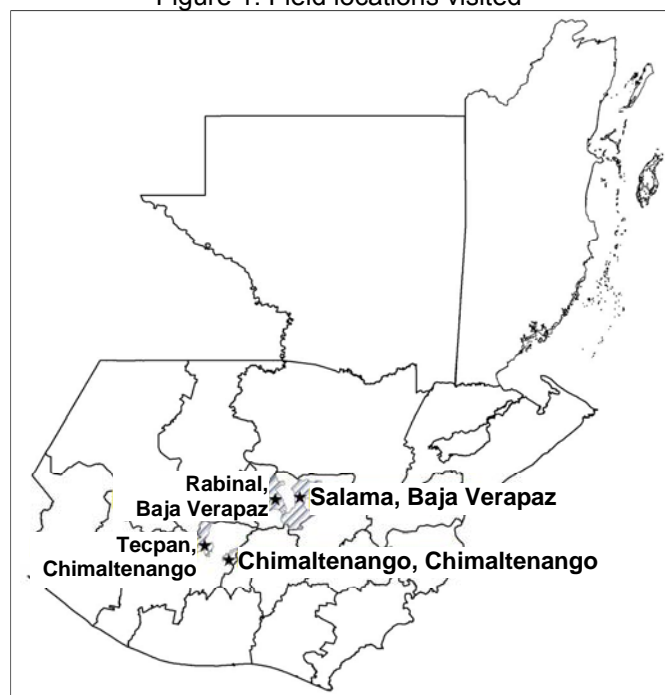 Figure 1: Field locations visited
Rabinal,
Baja Verapaz
Salama, Baja Verapaz
Tecpan,
Chimaltenango
Chimaltenango, Chimaltenango